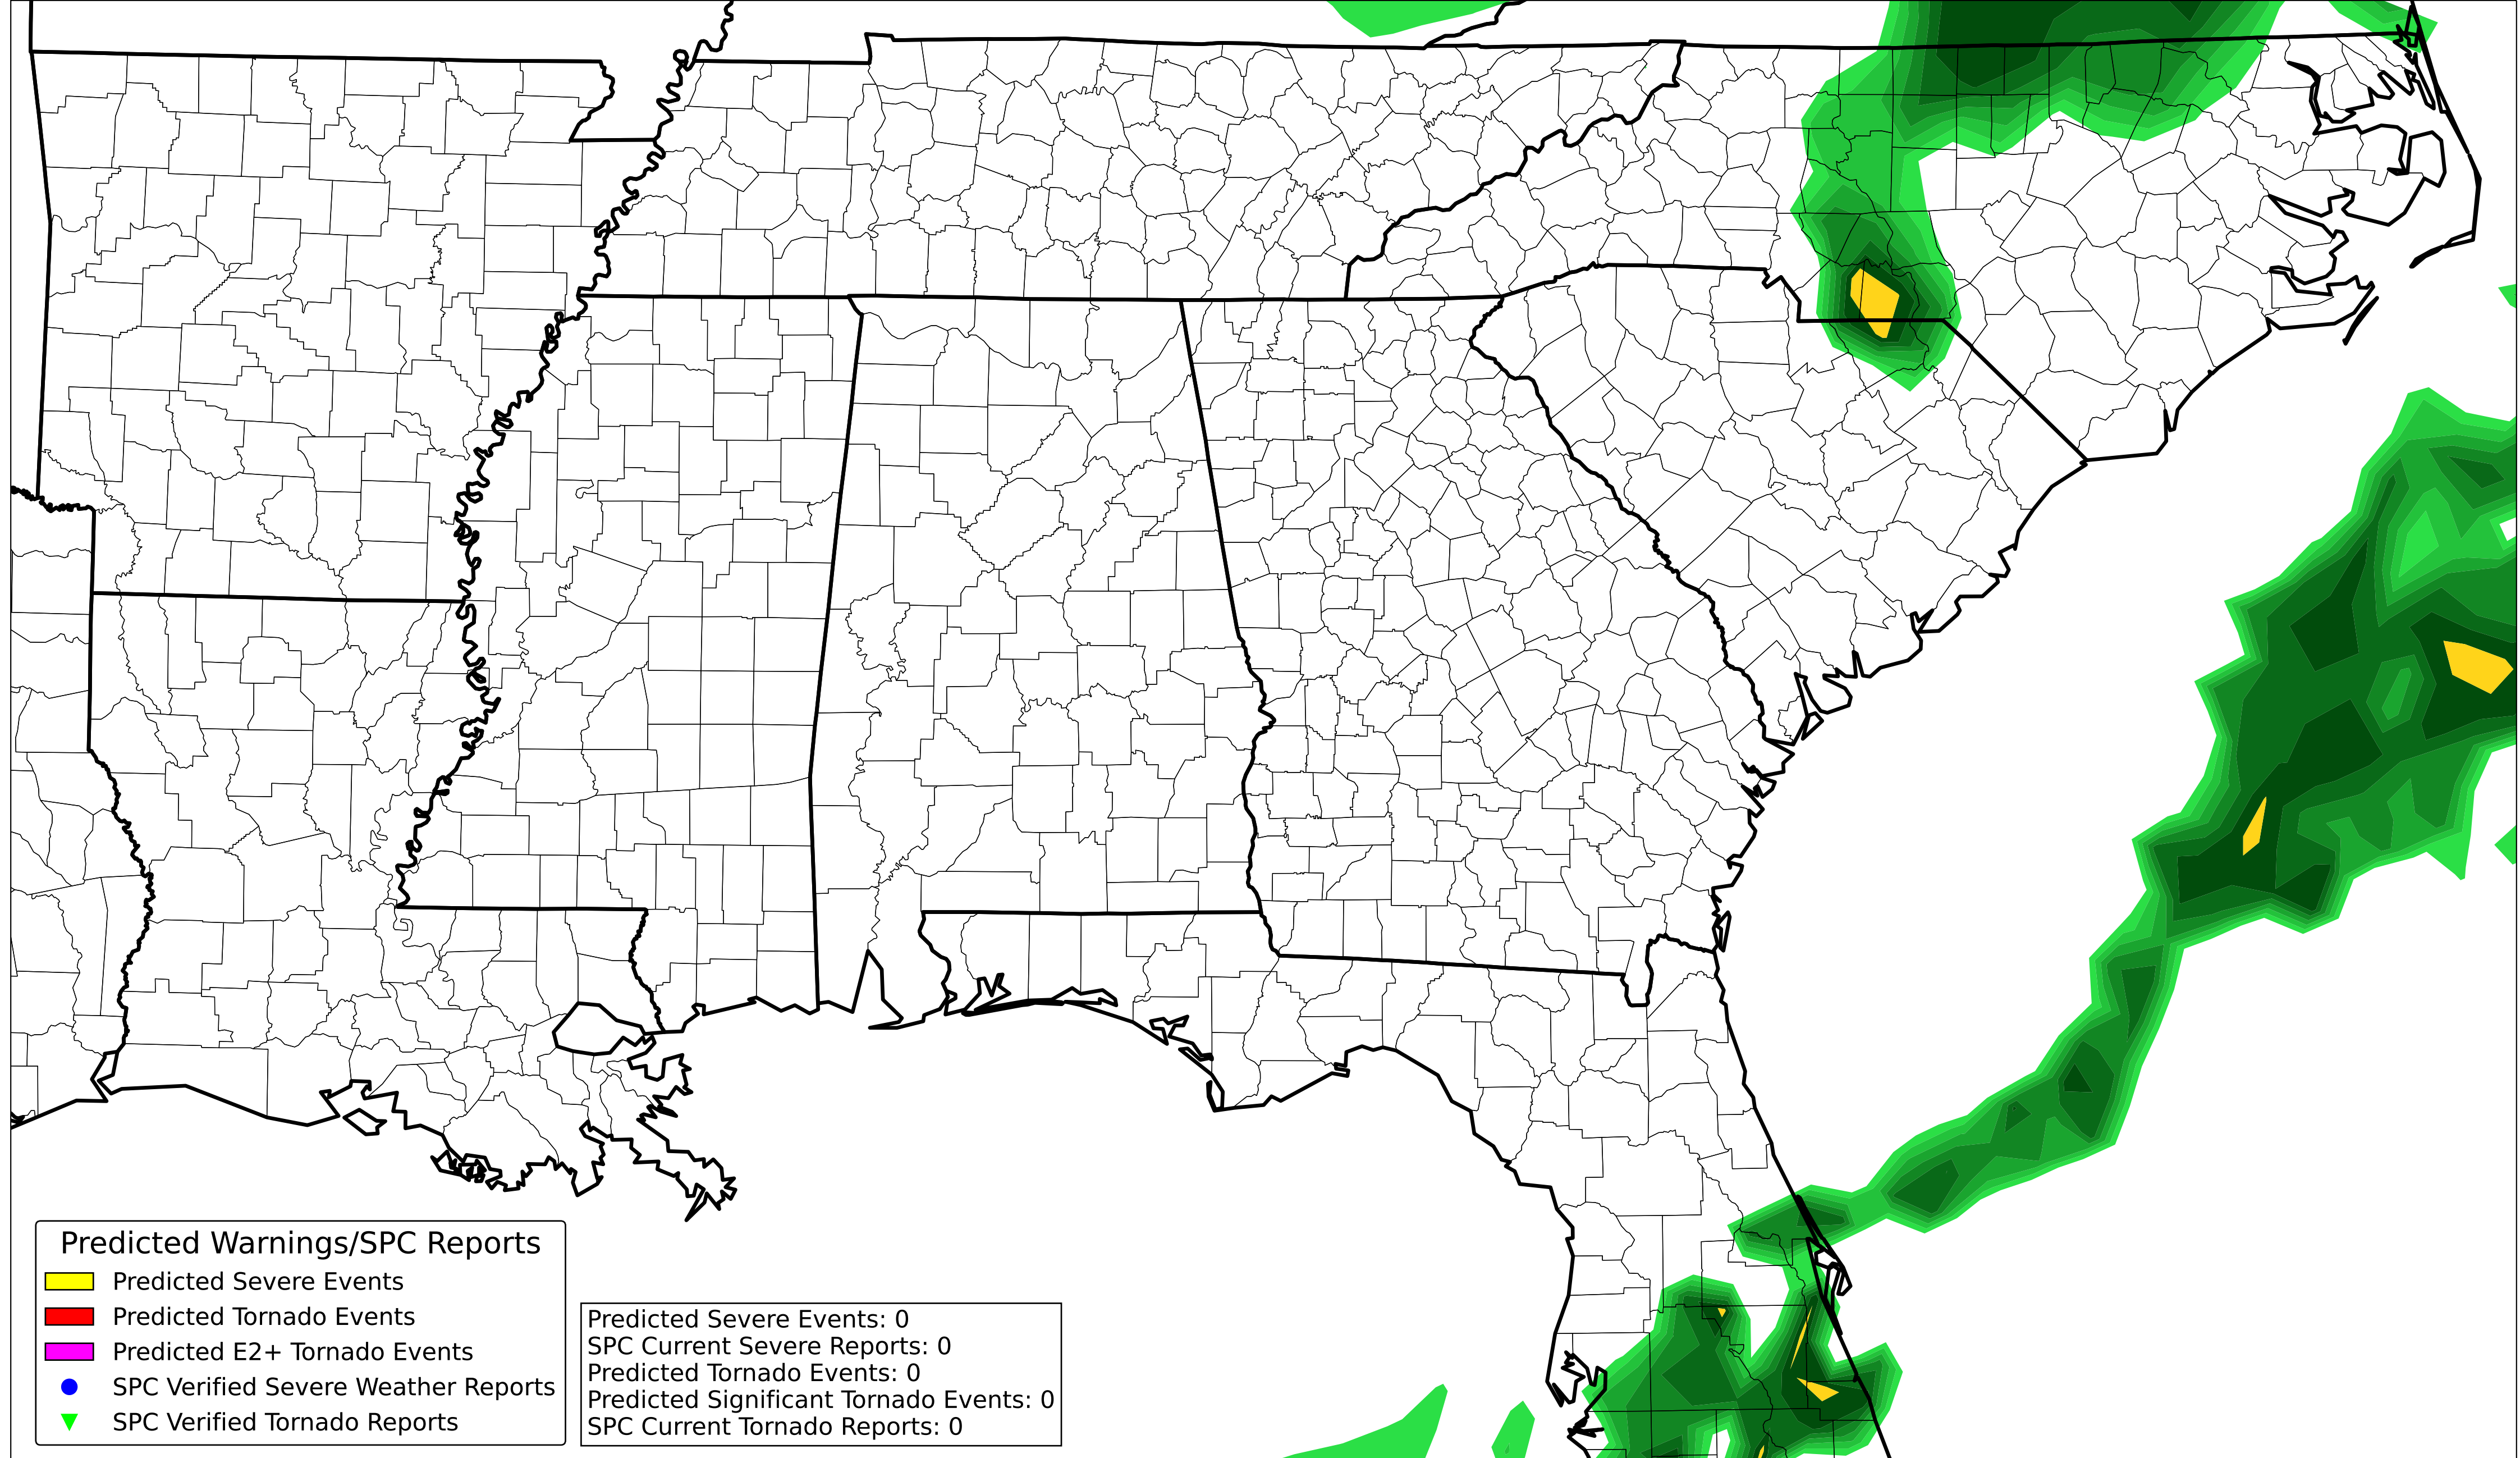 Predicted Warnings/SPC Reports
Predicted Severe Events
Predicted Tornado Events
Predicted E2+ Tornado Events
SPC Verified Severe Weather Reports
SPC Verified Tornado Reports
Predicted Severe Events: 0
SPC Current Severe Reports: 0
Predicted Tornado Events: 0
Predicted Significant Tornado Events: 0
SPC Current Tornado Reports: 0